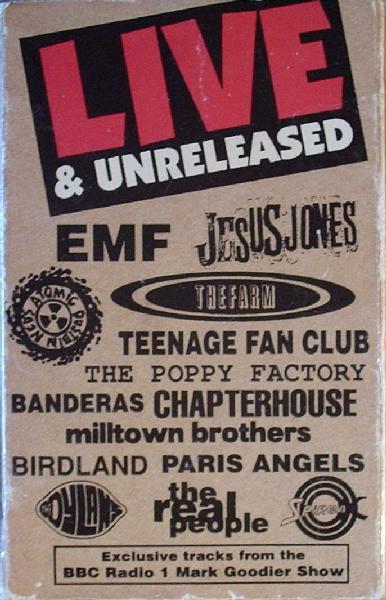 LIVE
& UNRELEASED
EMF JESUS JONES
NED'S ATOMIC DUSTBIN
THE FARM
TEENAGE FAN CLUB
THE POPPY FACTORY
BANDERAS CHAPTERHOUSE
milltown brothers
BIRDLAND PARIS ANGELS
THE DYLANS
the
real
people
SPIREA X
Exclusive tracks from the
BBC Radio 1 Mark Goodier Show